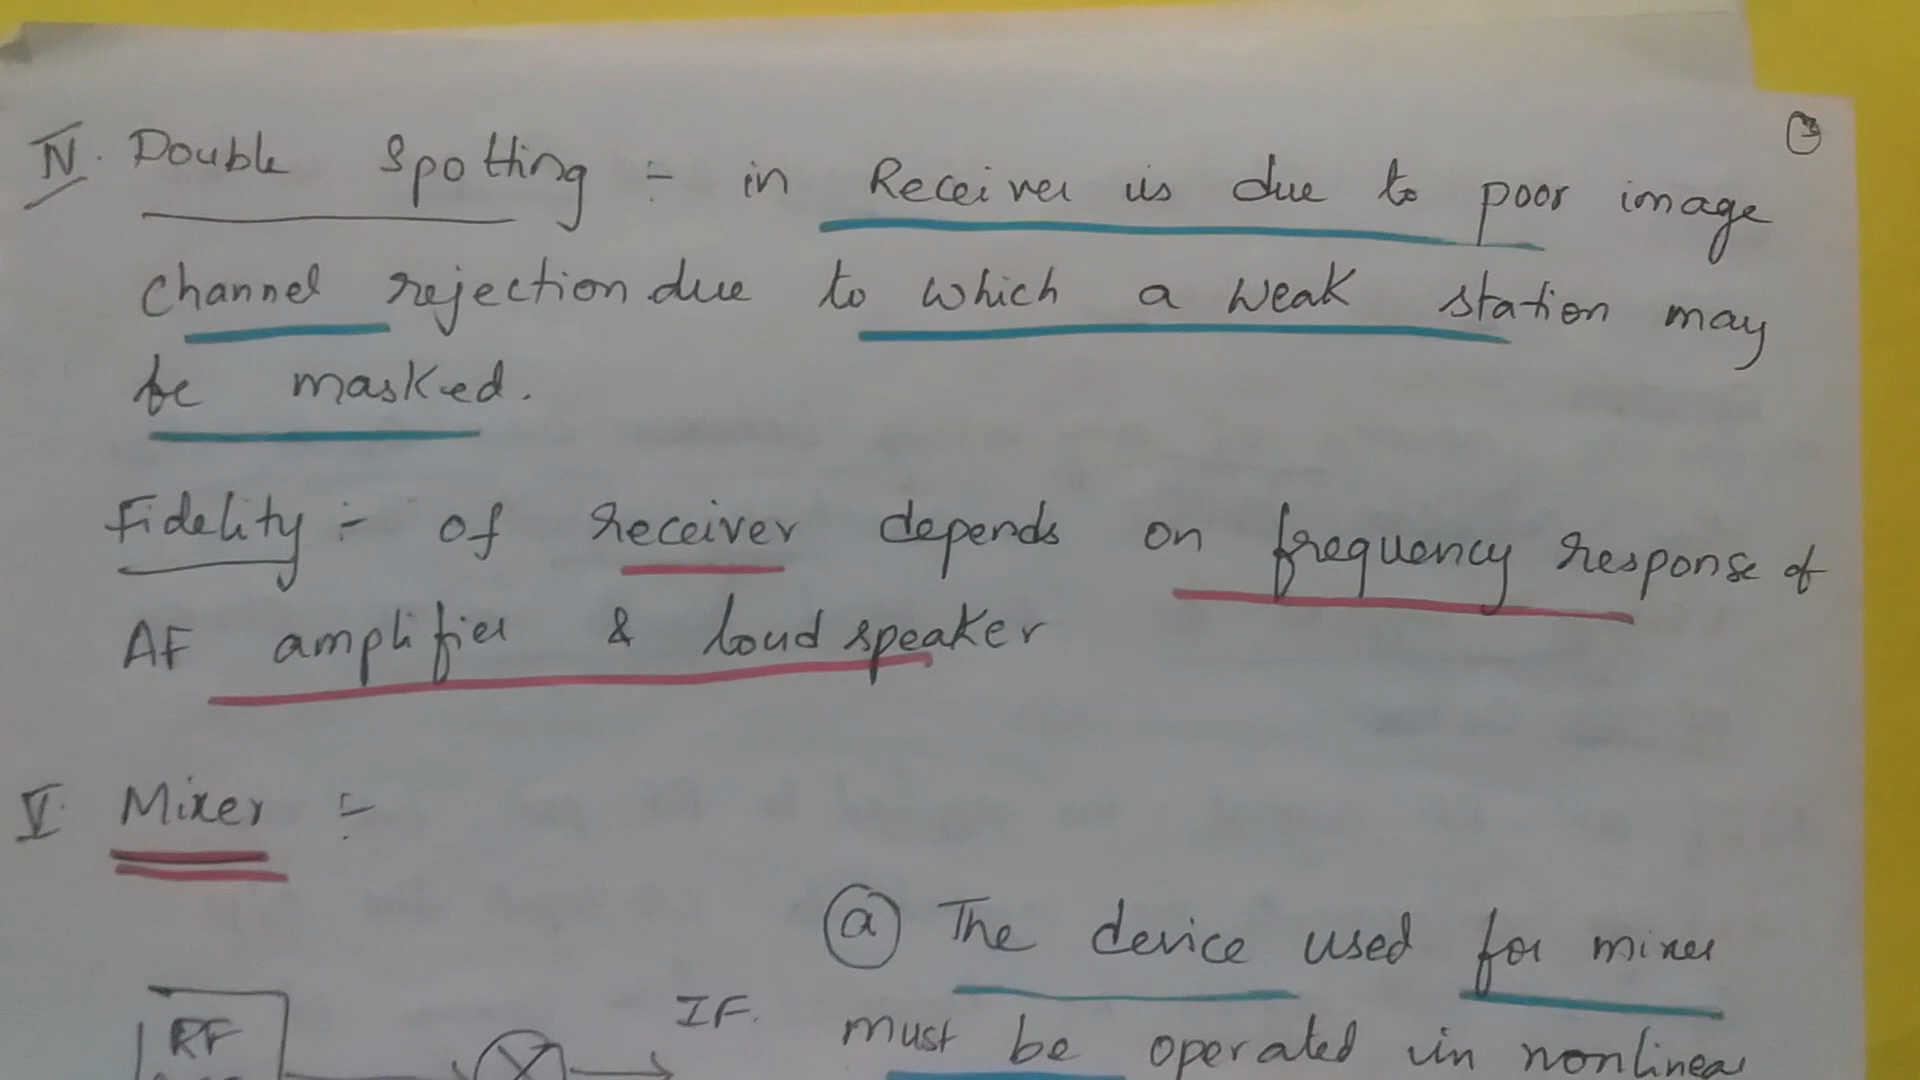 3
IV. Double Spotting :- in Receiver is due to poor image
channel rejection due to which a weak station may
be masked.
Fidelity :- of receiver depends on frequency response of
AF amplifier & loud speaker
V. Mixer :-
(a) The device used for mixer
IF.
must be operated in nonlinear
RF